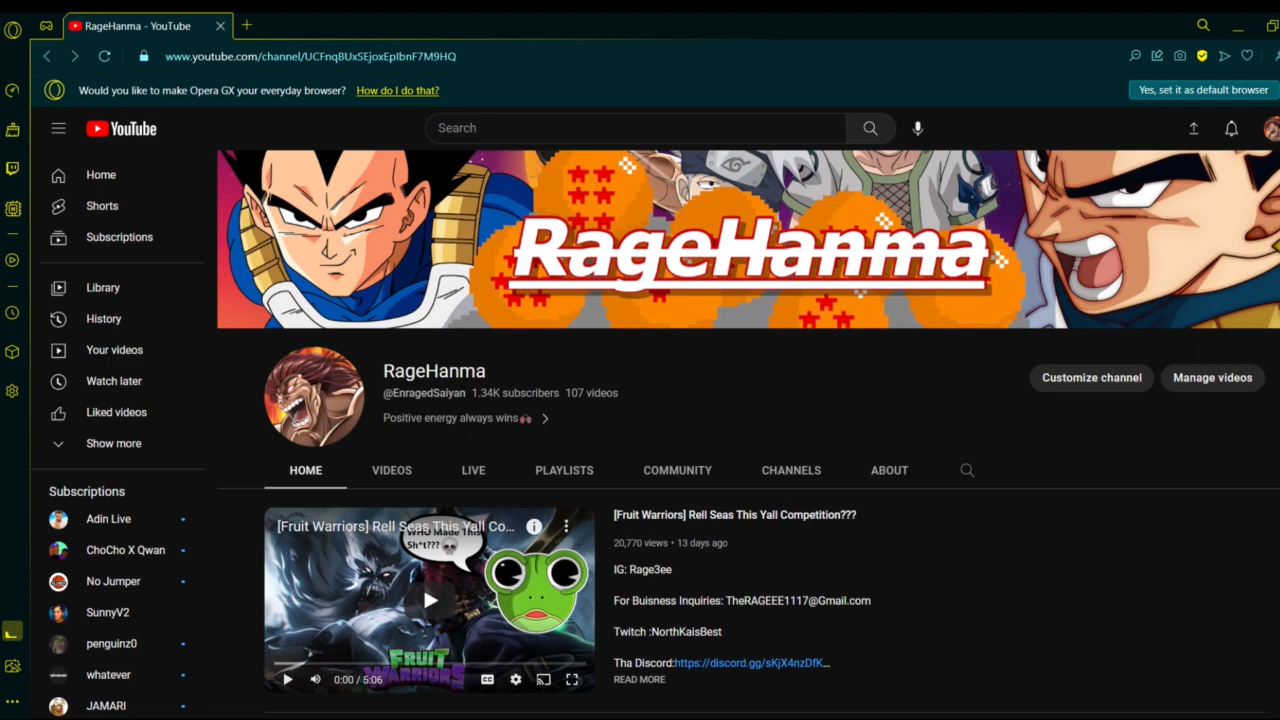 RageHanma - YouTube
www.youtube.com/channel/UCFnqBUxSEjoxEpIbnF7M9HQ
Would you like to make Opera GX your everyday browser? How do I do that? Yes, set it as default browser
YouTube
Search
Home
Shorts
Subscriptions
Library
History
Your videos
Watch later
Liked videos
Show more
Subscriptions
Adin Live
ChoCho X Qwan
No Jumper
SunnyV2
penguinz0
whatever
JAMARI
RageHanma
RageHanma
@EnragedSaiyan 1.34K subscribers 107 videos
Positive energy always wins
Customize channel
Manage videos
HOME VIDEOS LIVE PLAYLISTS COMMUNITY CHANNELS ABOUT
[Fruit Warriors] Rell Seas This Yall Co...
WHO Made This
Sh*t???
FRUIT
WARRIORS
0:00 / 5:06
[Fruit Warriors] Rell Seas This Yall Competition???
20,770 views • 13 days ago
IG: Rage3ee
For Buisness Inquiries: TheRAGEEE1117@Gmail.com
Twitch :NorthKaisBest
Tha Discord:https://discord.gg/sKjX4nzDfK...
READ MORE